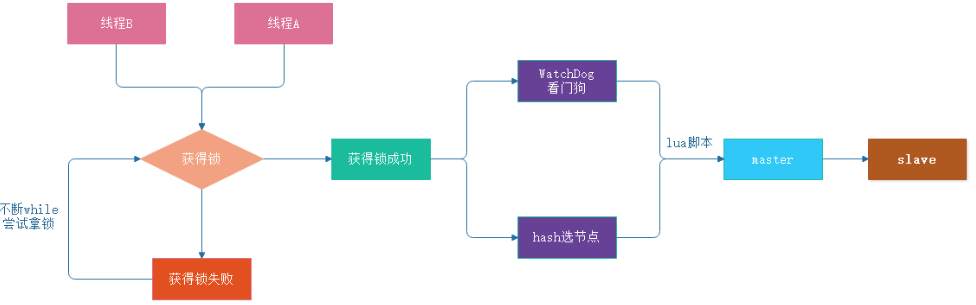 线程B
线程A
WatchDog
看门狗
获得锁
获得锁成功
lua脚本
master
slave
不断while
尝试拿锁
hash选节点
获得锁失败